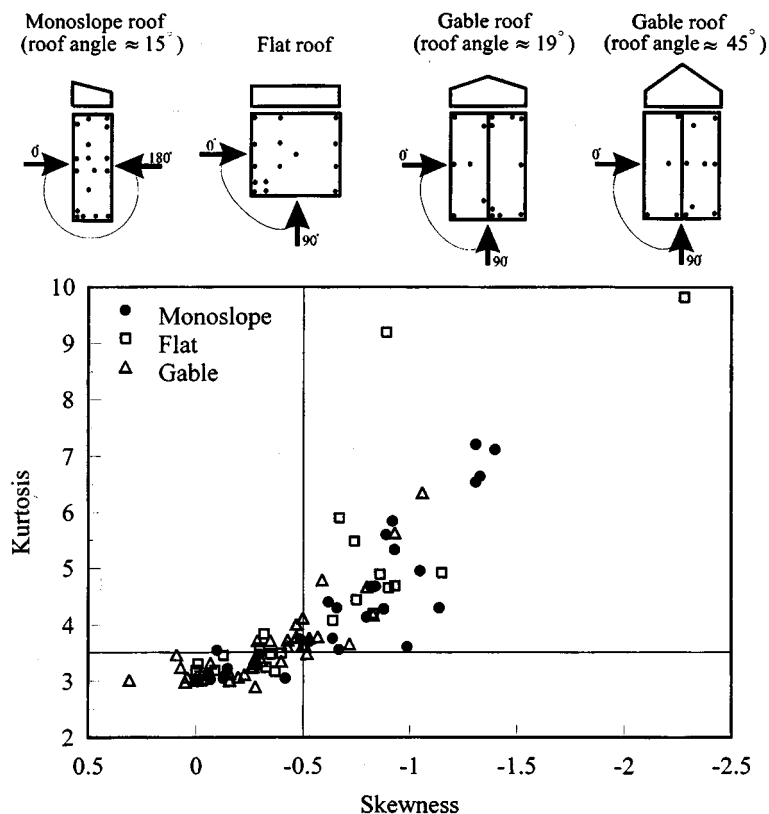 Monoslope roof
(roof angle ≈ 15°)
Flat roof
Gable roof
(roof angle ≈ 19°)
Gable roof
(roof angle ≈ 45°)
0°
180°
0°
90°
0°
90°
0°
90°
10
9
8
7
6
5
4
3
2
Kurtosis
Monoslope
Flat
Gable
0.5
0
-0.5
-1
-1.5
-2
-2.5
Skewness